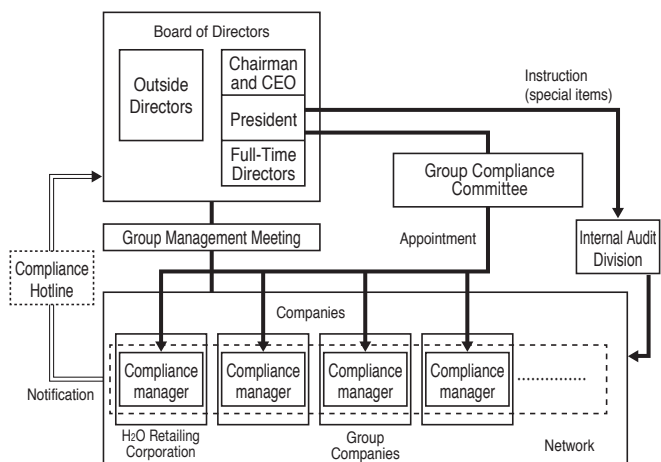 Board of Directors
Outside
Directors
Chairman
and CEO
President
Full-Time
Directors
Instruction
(special items)
Group Compliance
Committee
Group Management Meeting
Appointment
Internal Audit
Division
Compliance
Hotline
Companies
Compliance
manager
Compliance
manager
Compliance
manager
Compliance
manager
Notification
H2O Retailing
Corporation
Group
Companies
Network